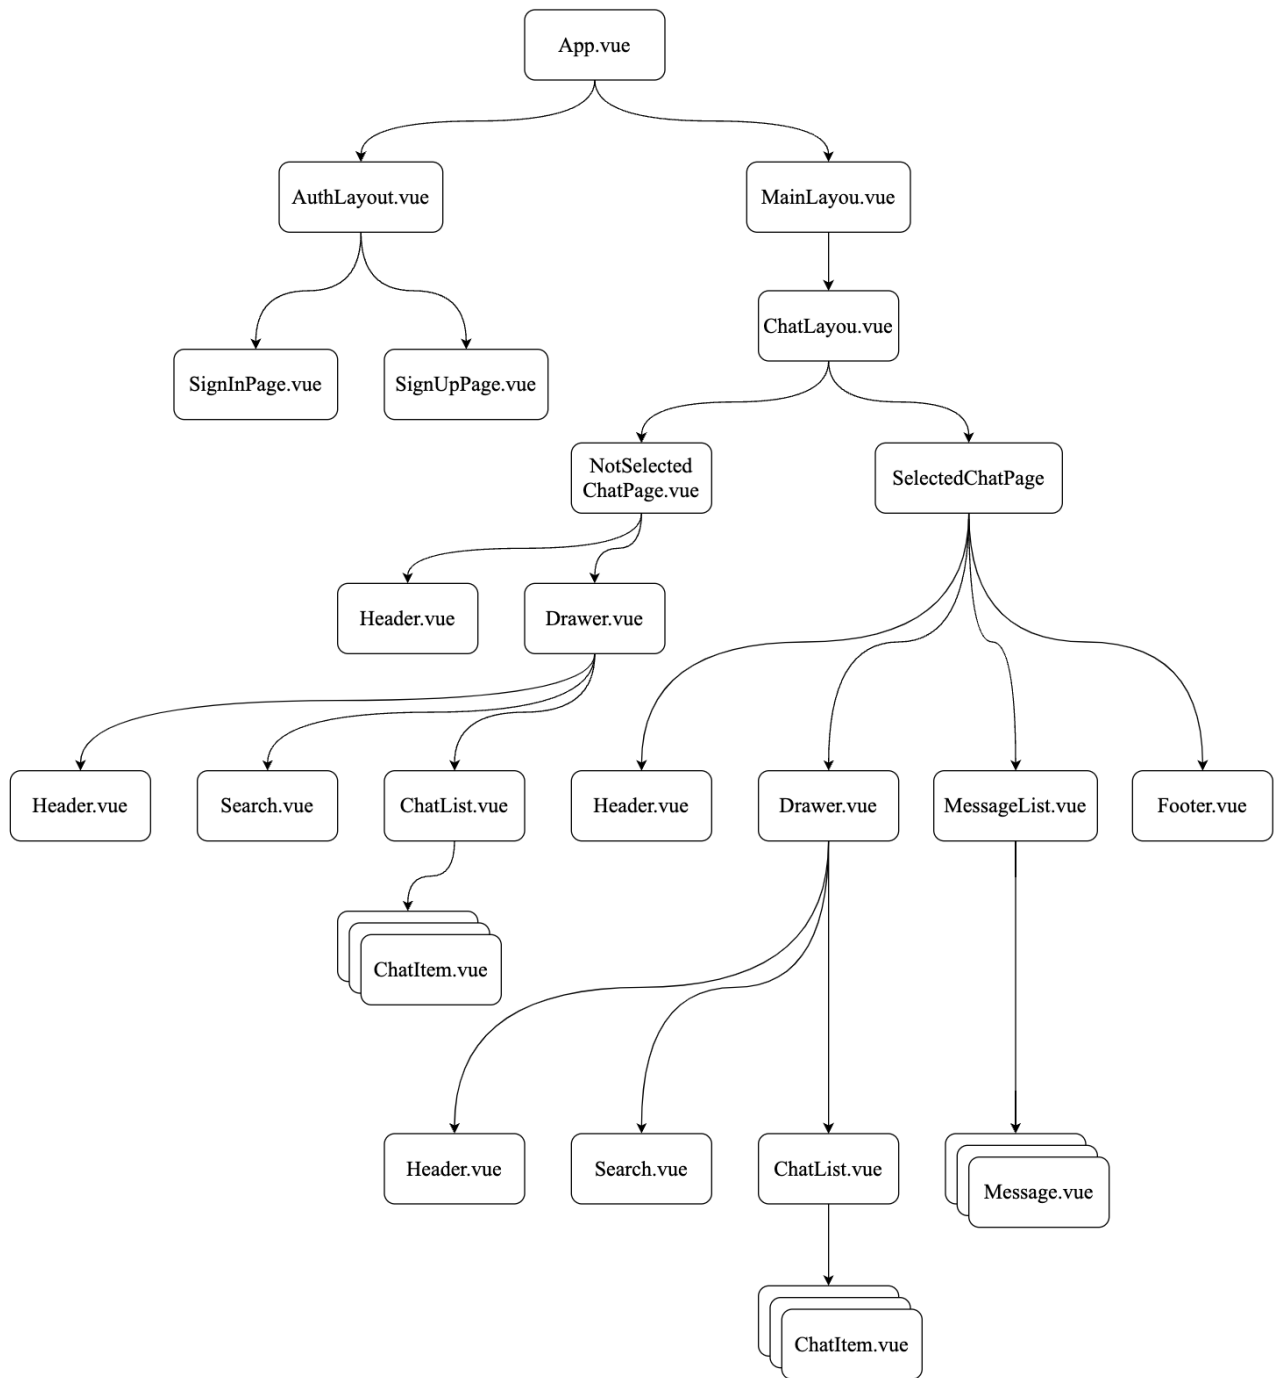 App.vue
AuthLayout.vue
MainLayou.vue
ChatLayou.vue
SignInPage.vue
SignUpPage.vue
NotSelected
ChatPage.vue
SelectedChatPage
Header.vue
Drawer.vue
Header.vue
Search.vue
ChatList.vue
Header.vue
Drawer.vue
MessageList.vue
Footer.vue
ChatItem.vue
Header.vue
Search.vue
ChatList.vue
Message.vue
ChatItem.vue